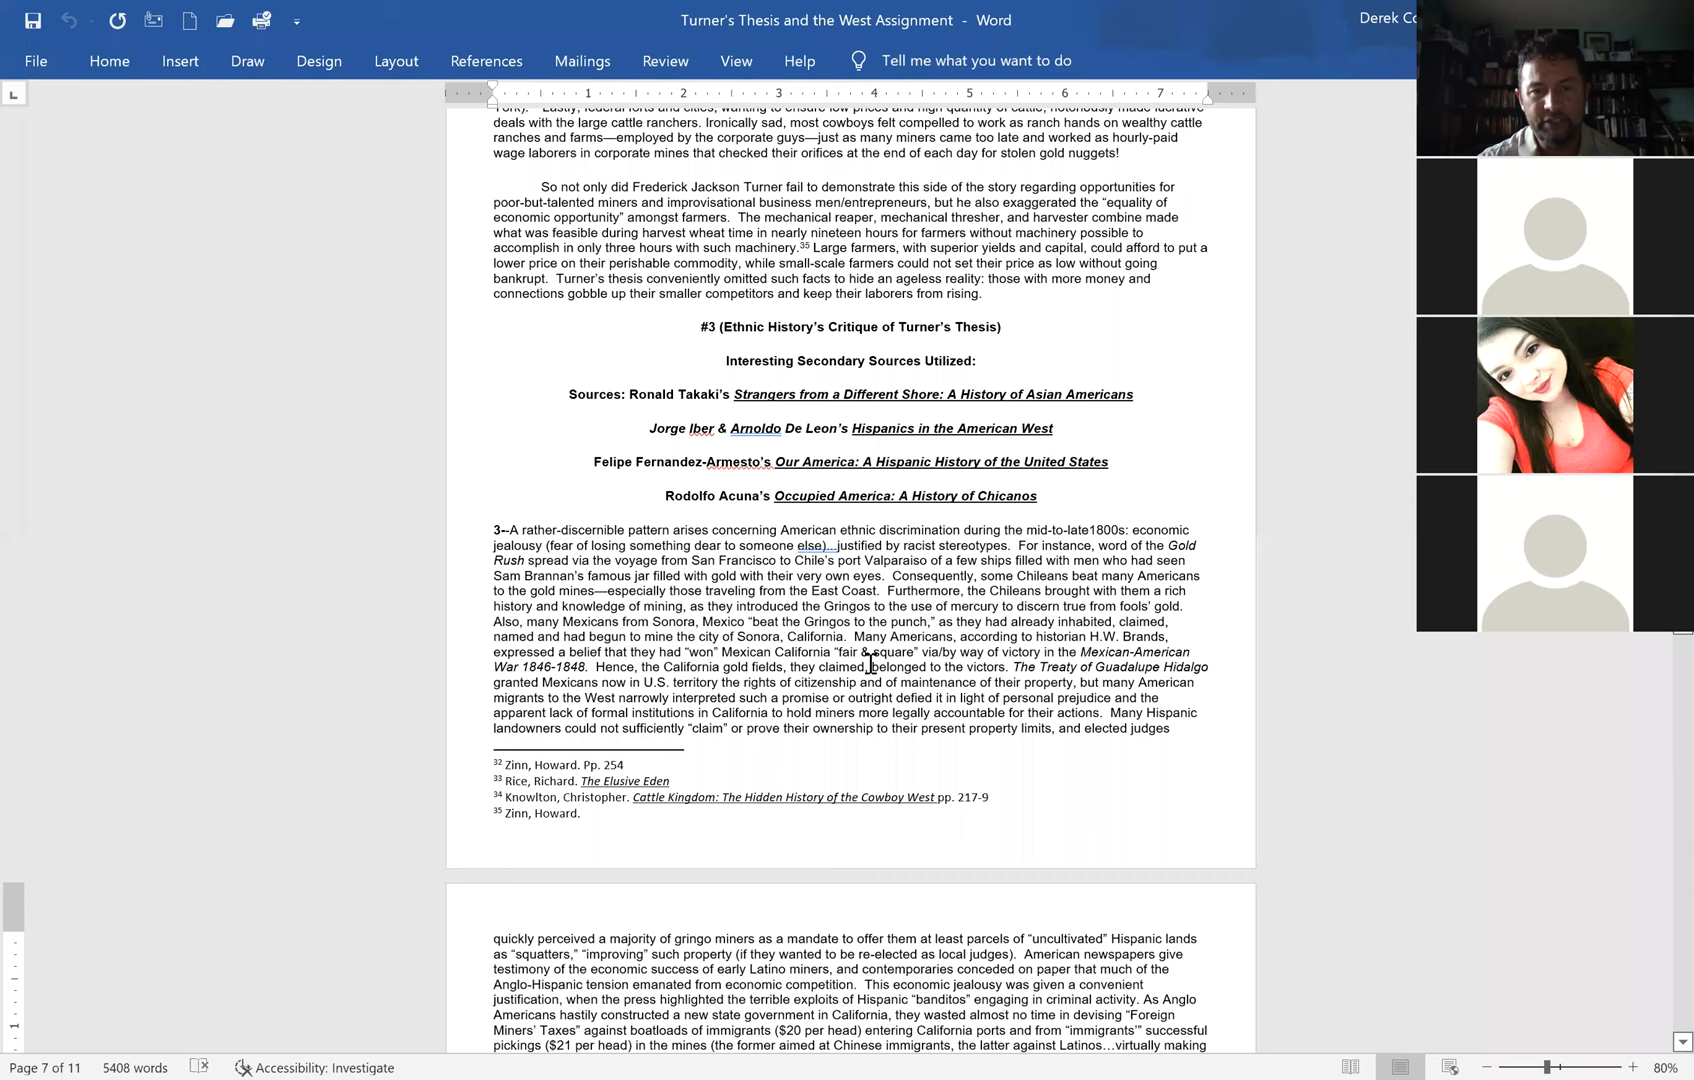 Turner's Thesis and the West Assignment - Word
Derek Co
File Home Insert Draw Design Layout References Mailings Review View Help Tell me what you want to do
1 2 3 4 5 6 7
York). Lastly, federal forts and cities, wanting to ensure low prices and high quantity of cattle, notoriously made lucrative
deals with the large cattle ranchers. Ironically sad, most cowboys felt compelled to work as ranch hands on wealthy cattle
ranches and farms—employed by the corporate guys—just as many miners came too late and worked as hourly-paid
wage laborers in corporate mines that checked their orifices at the end of each day for stolen gold nuggets!
So not only did Frederick Jackson Turner fail to demonstrate this side of the story regarding opportunities for
poor-but-talented miners and improvisational business men/entrepreneurs, but he also exaggerated the “equality of
economic opportunity” amongst farmers. The mechanical reaper, mechanical thresher, and harvester combine made
what was feasible during harvest wheat time in nearly nineteen hours for farmers without machinery possible to
accomplish in only three hours with such machinery.35 Large farmers, with superior yields and capital, could afford to put a
lower price on their perishable commodity, while small-scale farmers could not set their price as low without going
bankrupt. Turner’s thesis conveniently omitted such facts to hide an ageless reality: those with more money and
connections gobble up their smaller competitors and keep their laborers from rising.
#3 (Ethnic History’s Critique of Turner’s Thesis)
Interesting Secondary Sources Utilized:
Sources: Ronald Takaki’s Strangers from a Different Shore: A History of Asian Americans
Jorge Iber & Arnoldo De Leon’s Hispanics in the American West
Felipe Fernandez-Armesto’s Our America: A Hispanic History of the United States
Rodolfo Acuna’s Occupied America: A History of Chicanos
3--A rather-discernible pattern arises concerning American ethnic discrimination during the mid-to-late1800s: economic
jealousy (fear of losing something dear to someone else)...justified by racist stereotypes. For instance, word of the Gold
Rush spread via the voyage from San Francisco to Chile’s port Valparaiso of a few ships filled with men who had seen
Sam Brannan’s famous jar filled with gold with their very own eyes. Consequently, some Chileans beat many Americans
to the gold mines—especially those traveling from the East Coast. Furthermore, the Chileans brought with them a rich
history and knowledge of mining, as they introduced the Gringos to the use of mercury to discern true from fools’ gold.
Also, many Mexicans from Sonora, Mexico “beat the Gringos to the punch,” as they had already inhabited, claimed,
named and had begun to mine the city of Sonora, California. Many Americans, according to historian H.W. Brands,
expressed a belief that they had “won” Mexican California “fair & square” via/by way of victory in the Mexican-American
War 1846-1848. Hence, the California gold fields, they claimed, belonged to the victors. The Treaty of Guadalupe Hidalgo
granted Mexicans now in U.S. territory the rights of citizenship and of maintenance of their property, but many American
migrants to the West narrowly interpreted such a promise or outright defied it in light of personal prejudice and the
apparent lack of formal institutions in California to hold miners more legally accountable for their actions. Many Hispanic
landowners could not sufficiently “claim” or prove their ownership to their present property limits, and elected judges
32 Zinn, Howard. Pp. 254
33 Rice, Richard. The Elusive Eden
34 Knowlton, Christopher. Cattle Kingdom: The Hidden History of the Cowboy West pp. 217-9
35 Zinn, Howard.
quickly perceived a majority of gringo miners as a mandate to offer them at least parcels of “uncultivated” Hispanic lands
as “squatters,” “improving” such property (if they wanted to be re-elected as local judges). American newspapers give
testimony of the economic success of early Latino miners, and contemporaries conceded on paper that much of the
Anglo-Hispanic tension emanated from economic competition. This economic jealousy was given a convenient
justification, when the press highlighted the terrible exploits of Hispanic “banditos” engaging in criminal activity. As Anglo
Americans hastily constructed a new state government in California, they wasted almost no time in devising “Foreign
Miners’ Taxes” against boatloads of immigrants ($20 per head) entering California ports and from “immigrants’” successful
pickings ($21 per head) in the mines (the former aimed at Chinese immigrants, the latter against Latinos…virtually making
Page 7 of 11 5408 words Accessibility: Investigate 80%